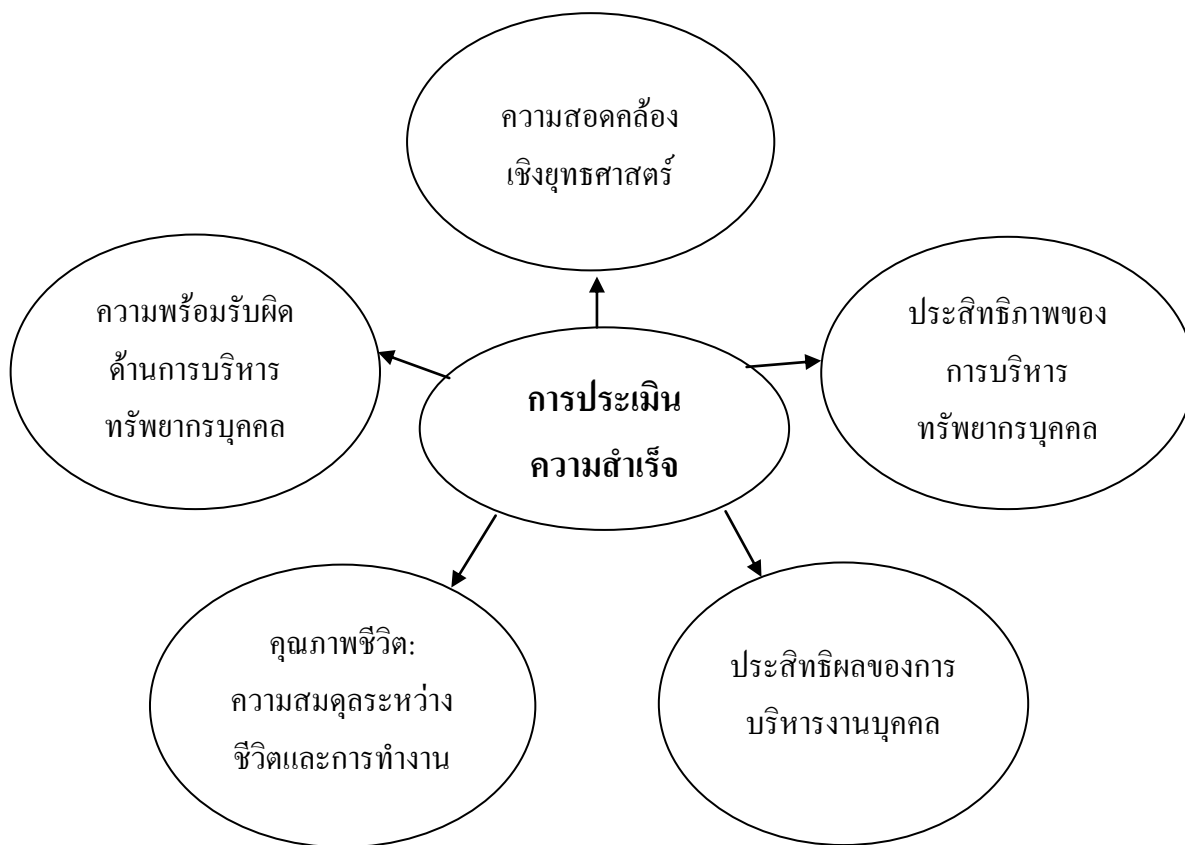 ความสอดคล้อง
เชิงยุทธศาสตร์
ความพร้อมรับผิด
ด้านการบริหาร
ทรัพยากรบุคคล
ประสิทธิภาพของ
การบริหาร
ทรัพยากรบุคคล
การประเมิน
ความสำเร็จ
คุณภาพชีวิต:
ความสมดุลระหว่าง
ชีวิตและการทำงาน
ประสิทธิผลของการ
บริหารงานบุคคล